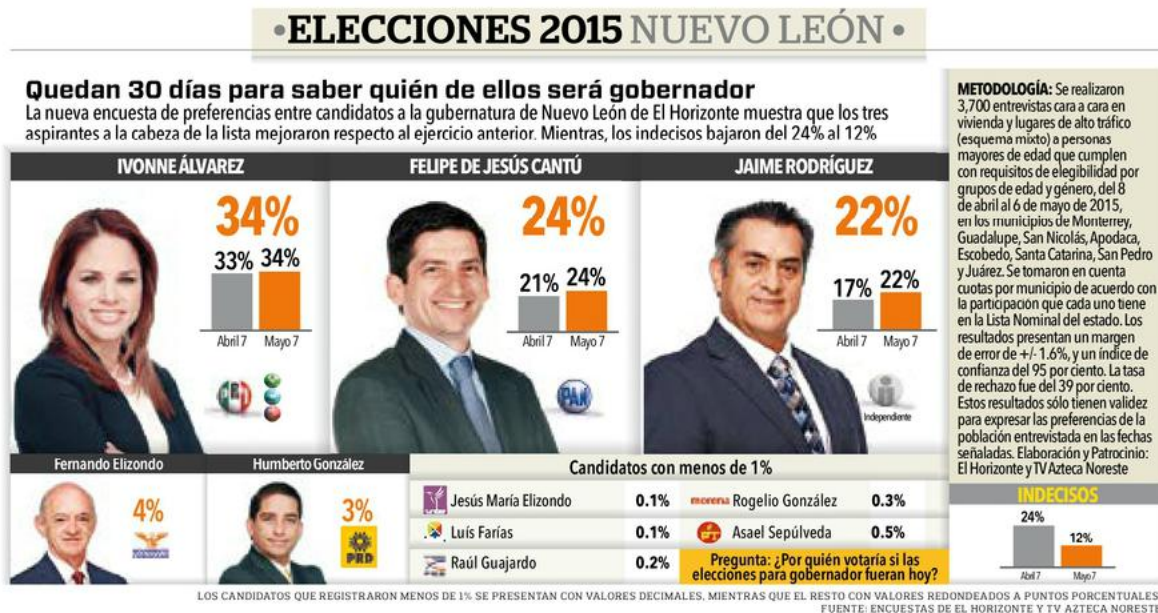 •ELECCIONES 2015 NUEVO LEÓN•
Quedan 30 días para saber quién de ellos será gobernador
La nueva encuesta de preferencias entre candidatos a la gubernatura de Nuevo León de El Horizonte muestra que los tres
aspirantes a la cabeza de la lista mejoraron respecto al ejercicio anterior. Mientras, los indecisos bajaron del 24% al 12%
IVONNE ÁLVAREZ
34%
33% 34%
Abril 7 Mayo 7
PRI
FELIPE DE JESÚS CANTÚ
24%
21% 24%
Abril 7 Mayo 7
PAN
JAIME RODRÍGUEZ
22%
17% 22%
Abril 7 Mayo 7
Independiente
Fernando Elizondo
4%
Humberto González
3%
PRD
Candidatos con menos de 1%
Jesús María Elizondo 0.1%
Luís Farías 0.1%
Raúl Guajardo 0.2%
morena Rogelio González 0.3%
Asael Sepúlveda 0.5%
Pregunta: ¿Por quién votaría si las
elecciones para gobernador fueran hoy?
METODOLOGÍA: Se realizaron
3,700 entrevistas cara a cara en
vivienda y lugares de alto tráfico
(esquema mixto) a personas
mayores de edad que cumplen
con requisitos de elegibilidad por
grupos de edad y género, del 8
de abril al 6 de mayo de 2015,
en los municipios de Monterrey,
Guadalupe, San Nicolás, Apodaca,
Escobedo, Santa Catarina, San Pedro
y Juárez. Se tomaron en cuenta
cuotas por municipio de acuerdo con
la participación que cada uno tiene
en la Lista Nominal del estado. Los
resultados presentan un margen
de error de +/- 1.6%, y un índice de
confianza del 95 por ciento. La tasa
de rechazo fue del 39 por ciento.
Estos resultados sólo tienen validez
para expresar las preferencias de la
población entrevistada en las fechas
señaladas. Elaboración y Patrocinio:
El Horizonte y TV Azteca Noreste
INDECISOS
24%
12%
Abril 7 Mayo 7
LOS CANDIDATOS QUE REGISTRARON MENOS DE 1% SE PRESENTAN CON VALORES DECIMALES, MIENTRAS QUE EL RESTO CON VALORES REDONDEADOS A PUNTOS PORCENTUALES
FUENTE: ENCUESTAS DE EL HORIZONTE Y TV AZTECA NORESTE